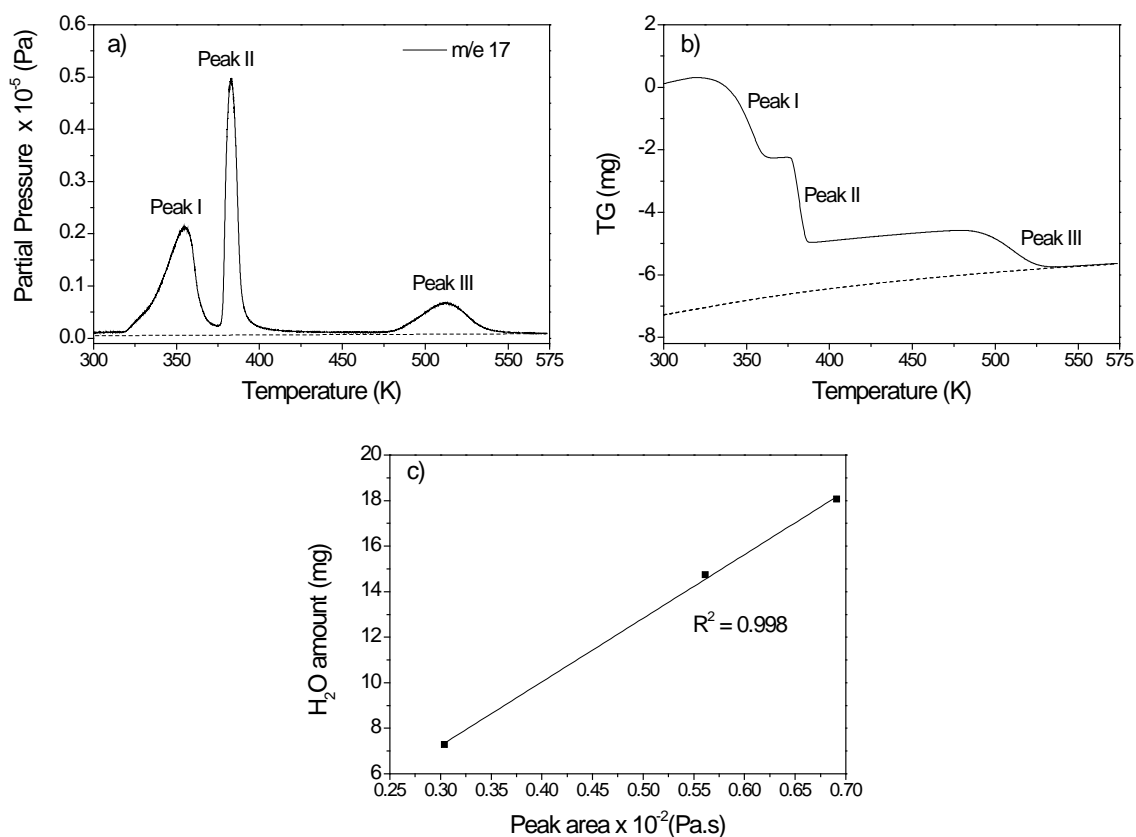 a)
m/e 17
Peak I
Peak II
Peak III
0.6
0.5
0.4
0.3
0.2
0.1
0.0
Partial Pressure x 10⁻⁵ (Pa)
300 350 400 450 500 550 575
Temperature (K)
b)
Peak I
Peak II
Peak III
2
0
-2
-4
-6
-8
TG (mg)
300 350 400 450 500 550 575
Temperature (K)
c)
R² = 0.998
20
18
16
14
12
10
8
6
H₂O amount (mg)
0.25 0.30 0.35 0.40 0.45 0.50 0.55 0.60 0.65 0.70
Peak area x 10⁻²(Pa.s)